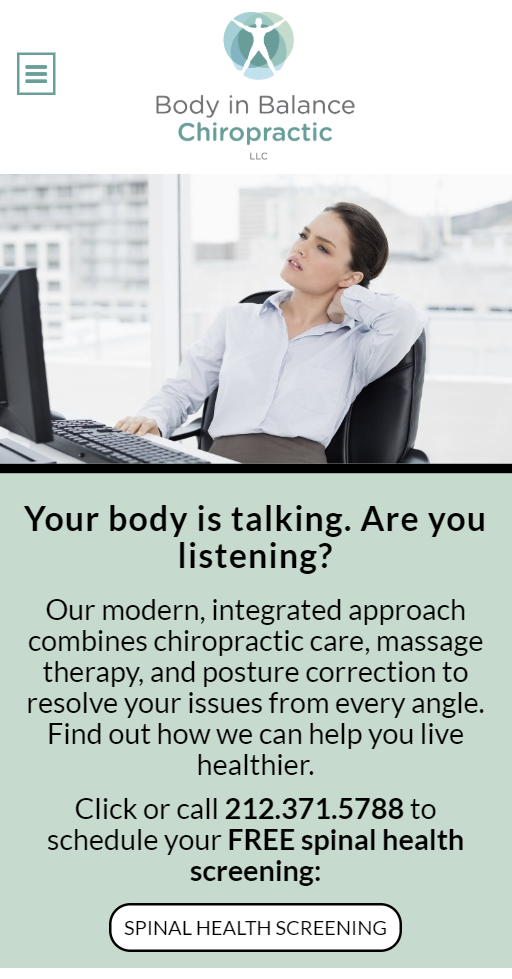 Body in Balance
Chiropractic
LLC
Your body is talking. Are you
listening?
Our modern, integrated approach
combines chiropractic care, massage
therapy, and posture correction to
resolve your issues from every angle.
Find out how we can help you live
healthier.
Click or call 212.371.5788 to
schedule your FREE spinal health
screening:
SPINAL HEALTH SCREENING